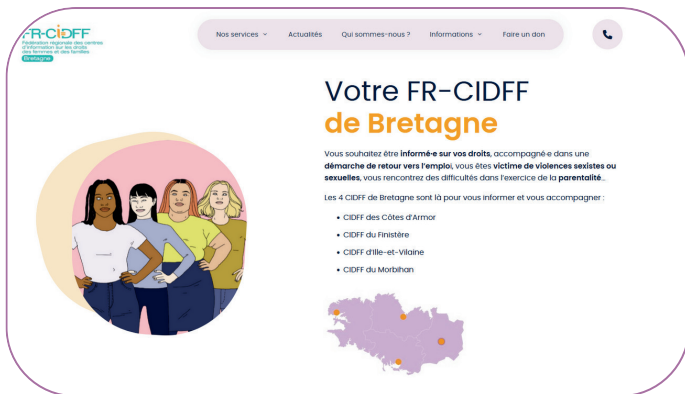 FR-CIDFF
Fédération régionale des centres
d'information sur les droits
des femmes et des familles
Bretagne
Nos services
Actualités
Qui sommes-nous ?
Informations
Faire un don
Votre FR-CIDFF
de Bretagne
Vous souhaitez être informé·e sur vos droits, accompagné·e dans une
démarche de retour vers l'emploi, vous êtes victime de violences sexistes ou
sexuelles, vous rencontrez des difficultés dans l'exercice de la parentalité…
Les 4 CIDFF de Bretagne sont là pour vous informer et vous accompagner :
• CIDFF des Côtes d'Armor
• CIDFF du Finistère
• CIDFF d'Ille-et-Vilaine
• CIDFF du Morbihan